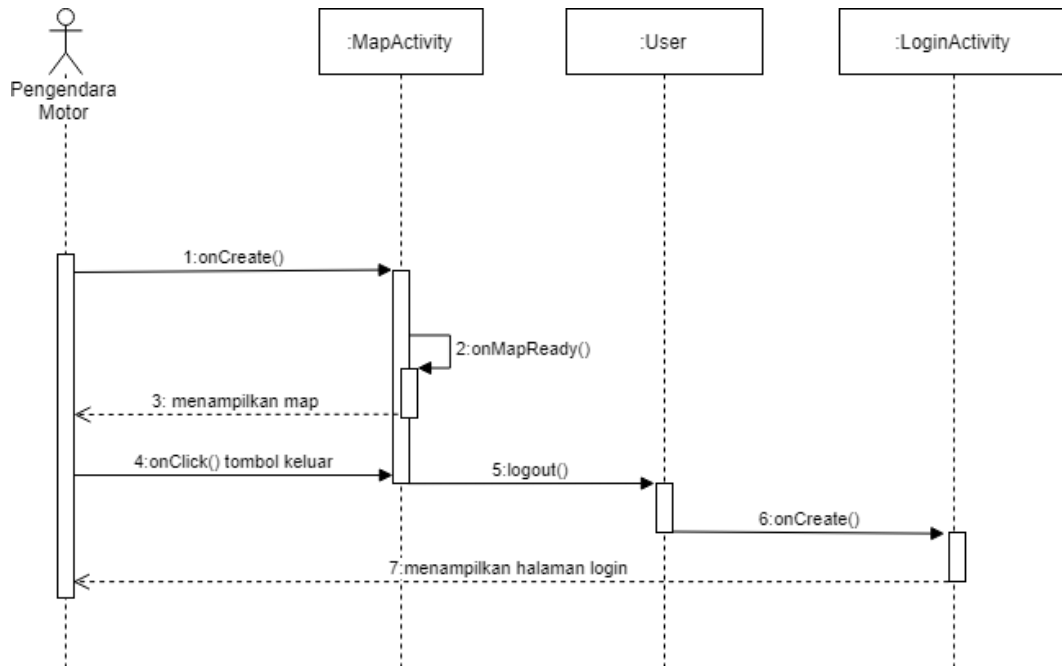 :MapActivity
:User
:LoginActivity
Pengendara
Motor
1:onCreate()
2:onMapReady()
3: menampilkan map
4:onClick() tombol keluar
5:logout()
6:onCreate()
7:menampilkan halaman login